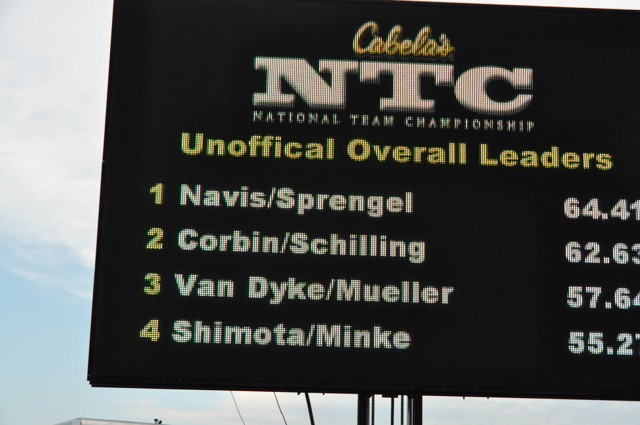 Cabela's
NTC
NATIONAL TEAM CHAMPIONSHIP
Unoffical Overall Leaders
1 Navis/Sprengel 64.41
2 Corbin/Schilling 62.63
3 Van Dyke/Mueller 57.64
4 Shimota/Minke 55.27